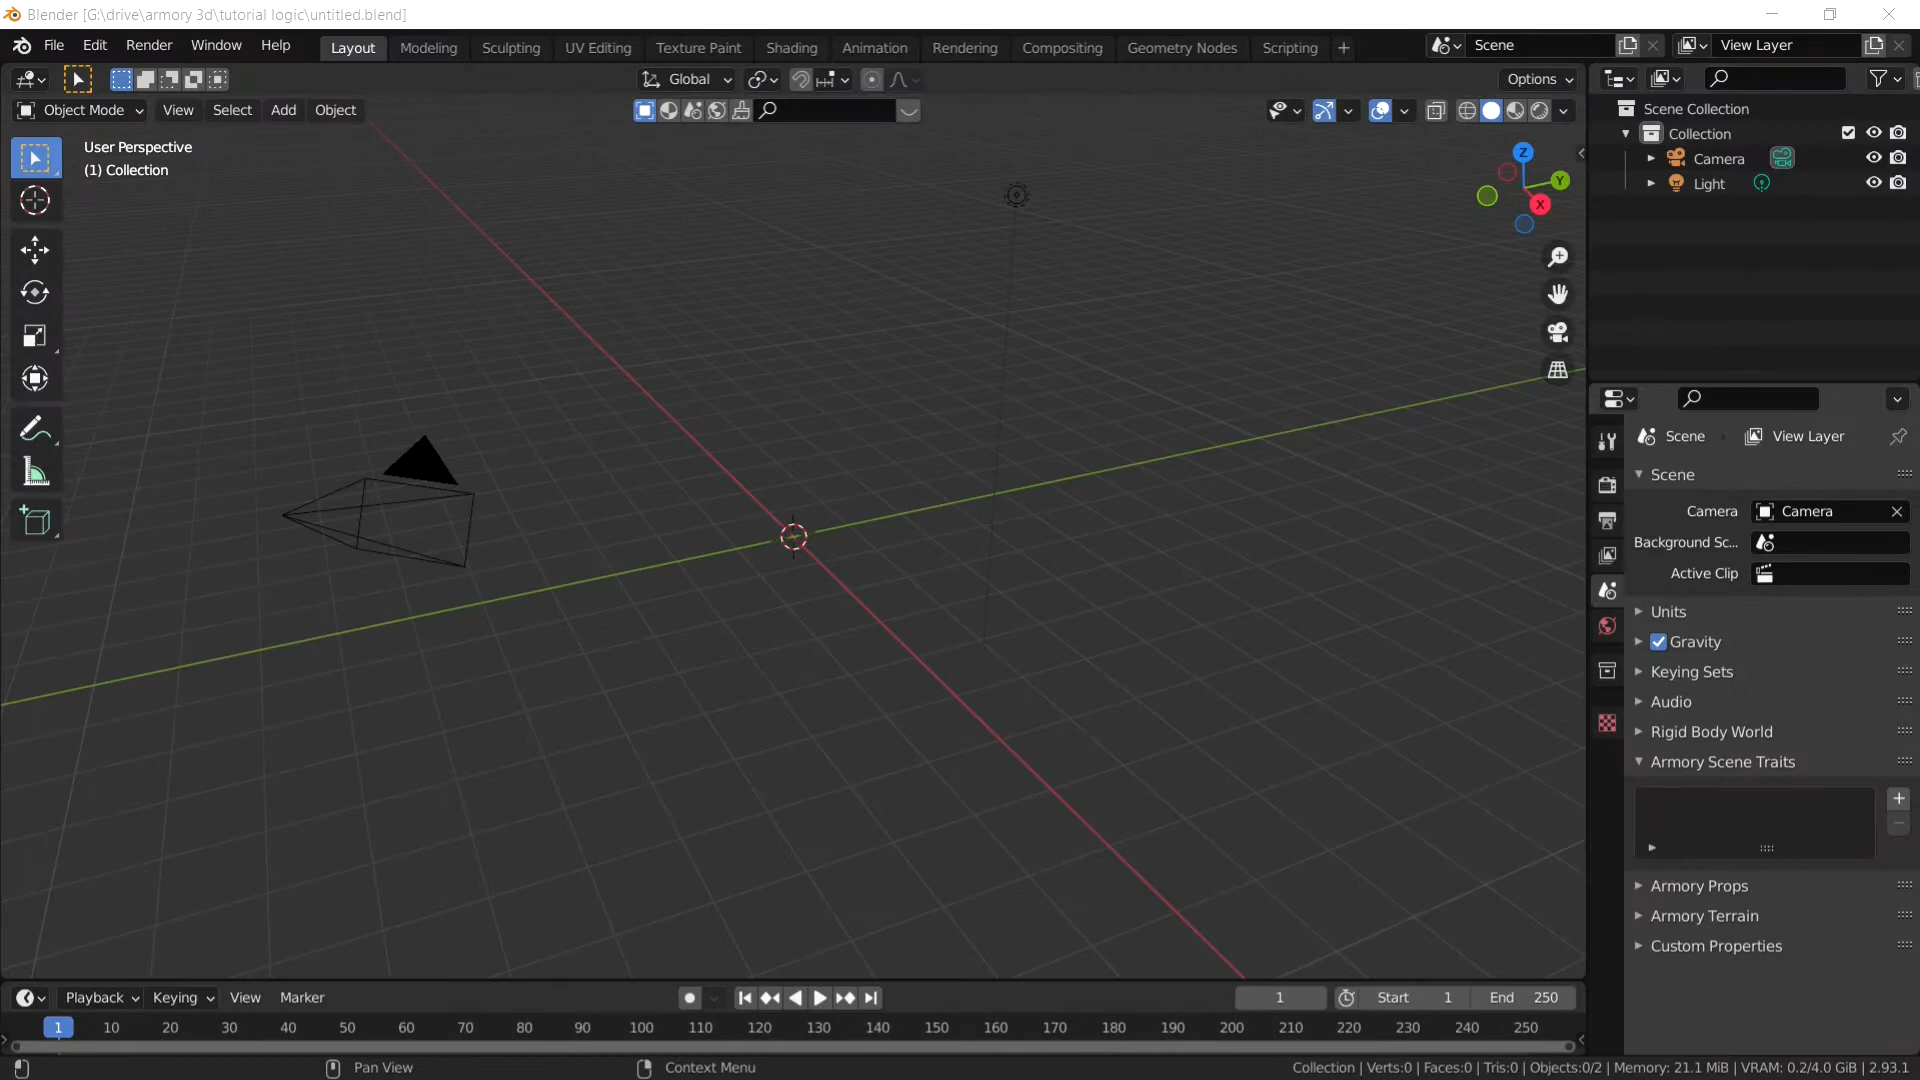 Blender [G:\drive\armory 3d\tutorial logic\untitled.blend]
File Edit Render Window Help Layout Modeling Sculpting UV Editing Texture Paint Shading Animation Rendering Compositing Geometry Nodes Scripting + Scene View Layer
Global Options
Object Mode View Select Add Object
User Perspective
(1) Collection
Z
Y
X
Scene Collection
Collection
Camera
Light
Scene View Layer
Scene
Camera Camera
Background Sc...
Active Clip
Units
Gravity
Keying Sets
Audio
Rigid Body World
Armory Scene Traits
Armory Props
Armory Terrain
Custom Properties
Playback Keying View Marker 1 Start 1 End 250
1 10 20 30 40 50 60 70 80 90 100 110 120 130 140 150 160 170 180 190 200 210 220 230 240 250
Pan View Context Menu Collection | Verts:0 | Faces:0 | Tris:0 | Objects:0/2 | Memory: 21.1 MiB | VRAM: 0.2/4.0 GiB | 2.93.1